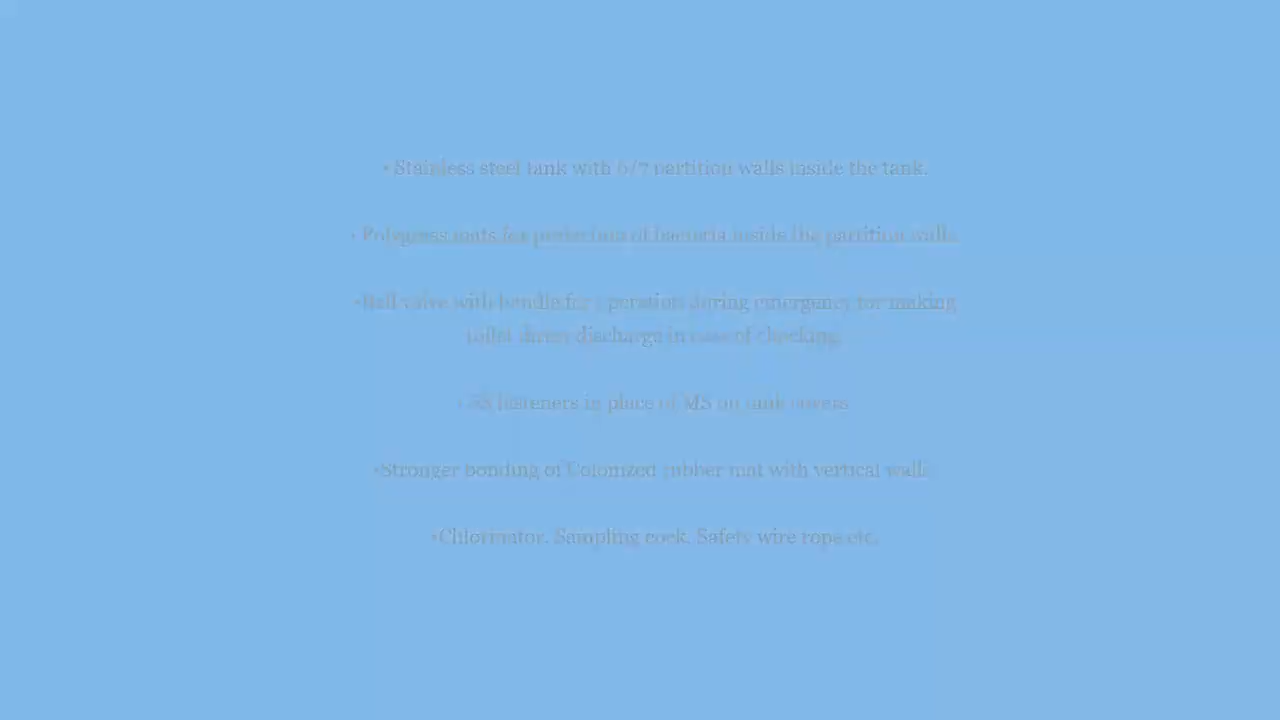 • Stainless steel tank with 6/7 partition walls inside the tank.
• Polygrass mats for of bacteria inside the partition walls
•Ball valve with handle for operation during emergency for making
toilet direct discharge in case of chocking.
• SS fasteners in place of MS on tank covers
•Stronger bonding of Colonized rubber mat with vertical walls
•Chlorinator, Sampling cock, Safety wire rope etc.